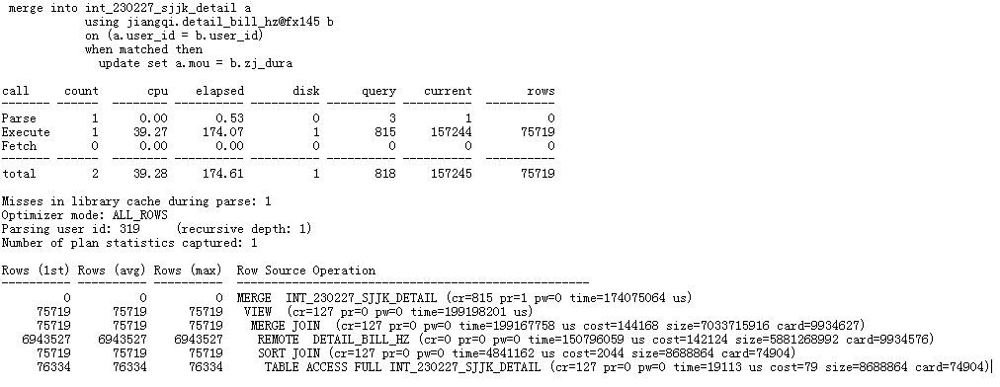 merge into int_230227_sjjk_detail a
using jiangqi.detail_bill_hz@fx145 b
on (a.user_id = b.user_id)
when matched then
update set a.mou = b.zj_dura
call     count       cpu    elapsed       disk      query    current        rows
------- ------ -------- ---------- ---------- ---------- ---------- ----------
Parse        1      0.00       0.53          0          3          1           0
Execute      1     39.27     174.07          1        815     157244       75719
Fetch        0      0.00       0.00          0          0          0           0
------- ------ -------- ---------- ---------- ---------- ---------- ----------
total        2     39.28     174.61          1        818     157245       75719
Misses in library cache during parse: 1
Optimizer mode: ALL_ROWS
Parsing user id: 319     (recursive depth: 1)
Number of plan statistics captured: 1
Rows (1st) Rows (avg) Rows (max)  Row Source Operation
---------- ---------- ----------  ---------------------------------------------------
0          0          0  MERGE  INT_230227_SJJK_DETAIL (cr=815 pr=1 pw=0 time=174075064 us)
75719      75719      75719   VIEW  (cr=127 pr=0 pw=0 time=199198201 us)
75719      75719      75719    MERGE JOIN  (cr=127 pr=0 pw=0 time=199167758 us cost=144168 size=7033715916 card=9934627)
6943527    6943527    6943527     REMOTE  DETAIL_BILL_HZ (cr=0 pr=0 pw=0 time=150796059 us cost=142124 size=5881268992 card=9934576)
75719      75719      75719     SORT JOIN (cr=127 pr=0 pw=0 time=4841162 us cost=2044 size=8688864 card=74904)
76334      76334      76334      TABLE ACCESS FULL INT_230227_SJJK_DETAIL (cr=127 pr=0 pw=0 time=19113 us cost=79 size=8688864 card=74904)